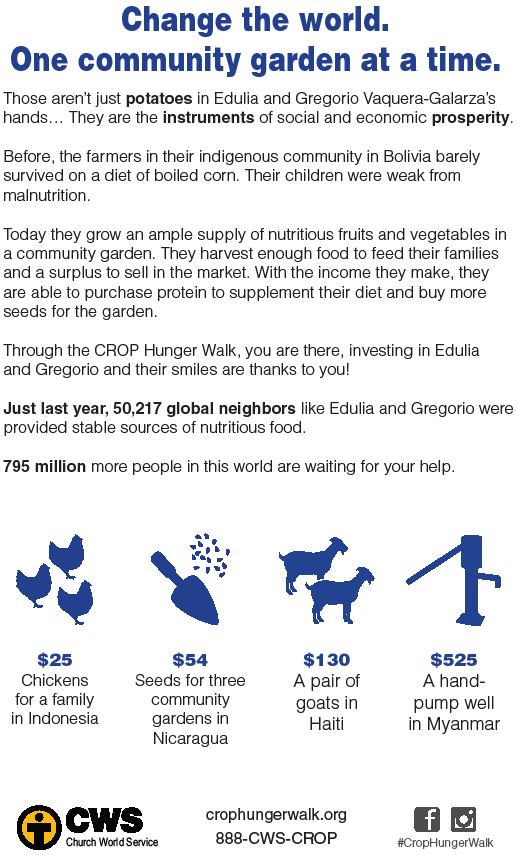 Change the world.
One community garden at a time.
Those aren't just potatoes in Edulia and Gregorio Vaquera-Galarza's
hands… They are the instruments of social and economic prosperity.
Before, the farmers in their indigenous community in Bolivia barely
survived on a diet of boiled corn. Their children were weak from
malnutrition.
Today they grow an ample supply of nutritious fruits and vegetables in
a community garden. They harvest enough food to feed their families
and a surplus to sell in the market. With the income they make, they
are able to purchase protein to supplement their diet and buy more
seeds for the garden.
Through the CROP Hunger Walk, you are there, investing in Edulia
and Gregorio and their smiles are thanks to you!
Just last year, 50,217 global neighbors like Edulia and Gregorio were
provided stable sources of nutritious food.
795 million more people in this world are waiting for your help.
$25
Chickens
for a family
in Indonesia
$54
Seeds for three
community
gardens in
Nicaragua
$130
A pair of
goats in
Haiti
$525
A hand-
pump well
in Myanmar
CWS
Church World Service
crophungerwalk.org
888-CWS-CROP
f
#CropHungerWalk